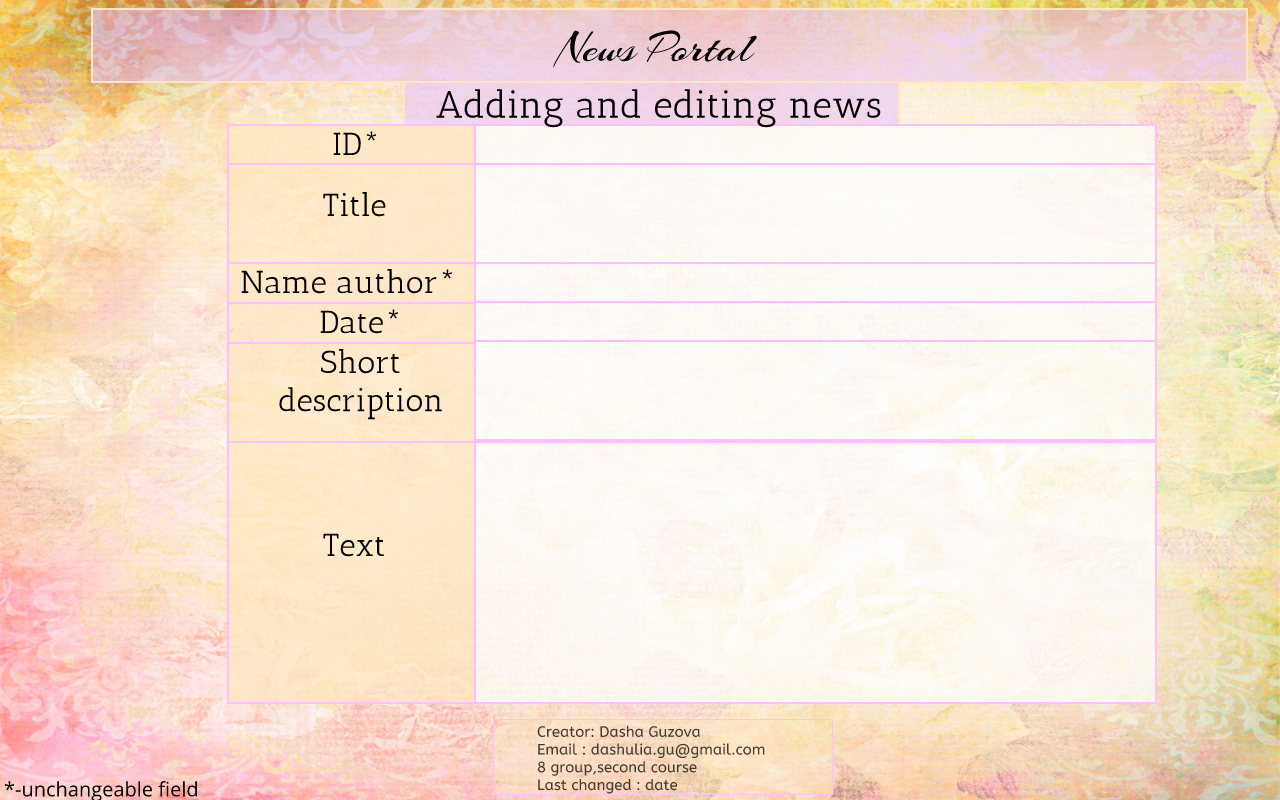 News Portal
Adding and editing news
ID*
Title
Name author*
Date*
Short
description
Text
Creator: Dasha Guzova
Email : dashulia.gu@gmail.com
8 group,second course
Last changed : date
*-unchangeable field